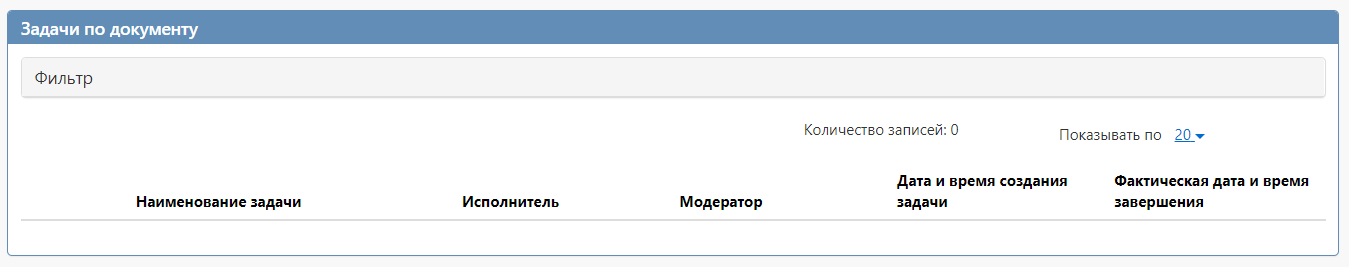 Задачи по документу
Фильтр
Количество записей: 0
Показывать по 20
Наименование задачи
Исполнитель
Модератор
Дата и время создания
задачи
Фактическая дата и время
завершения